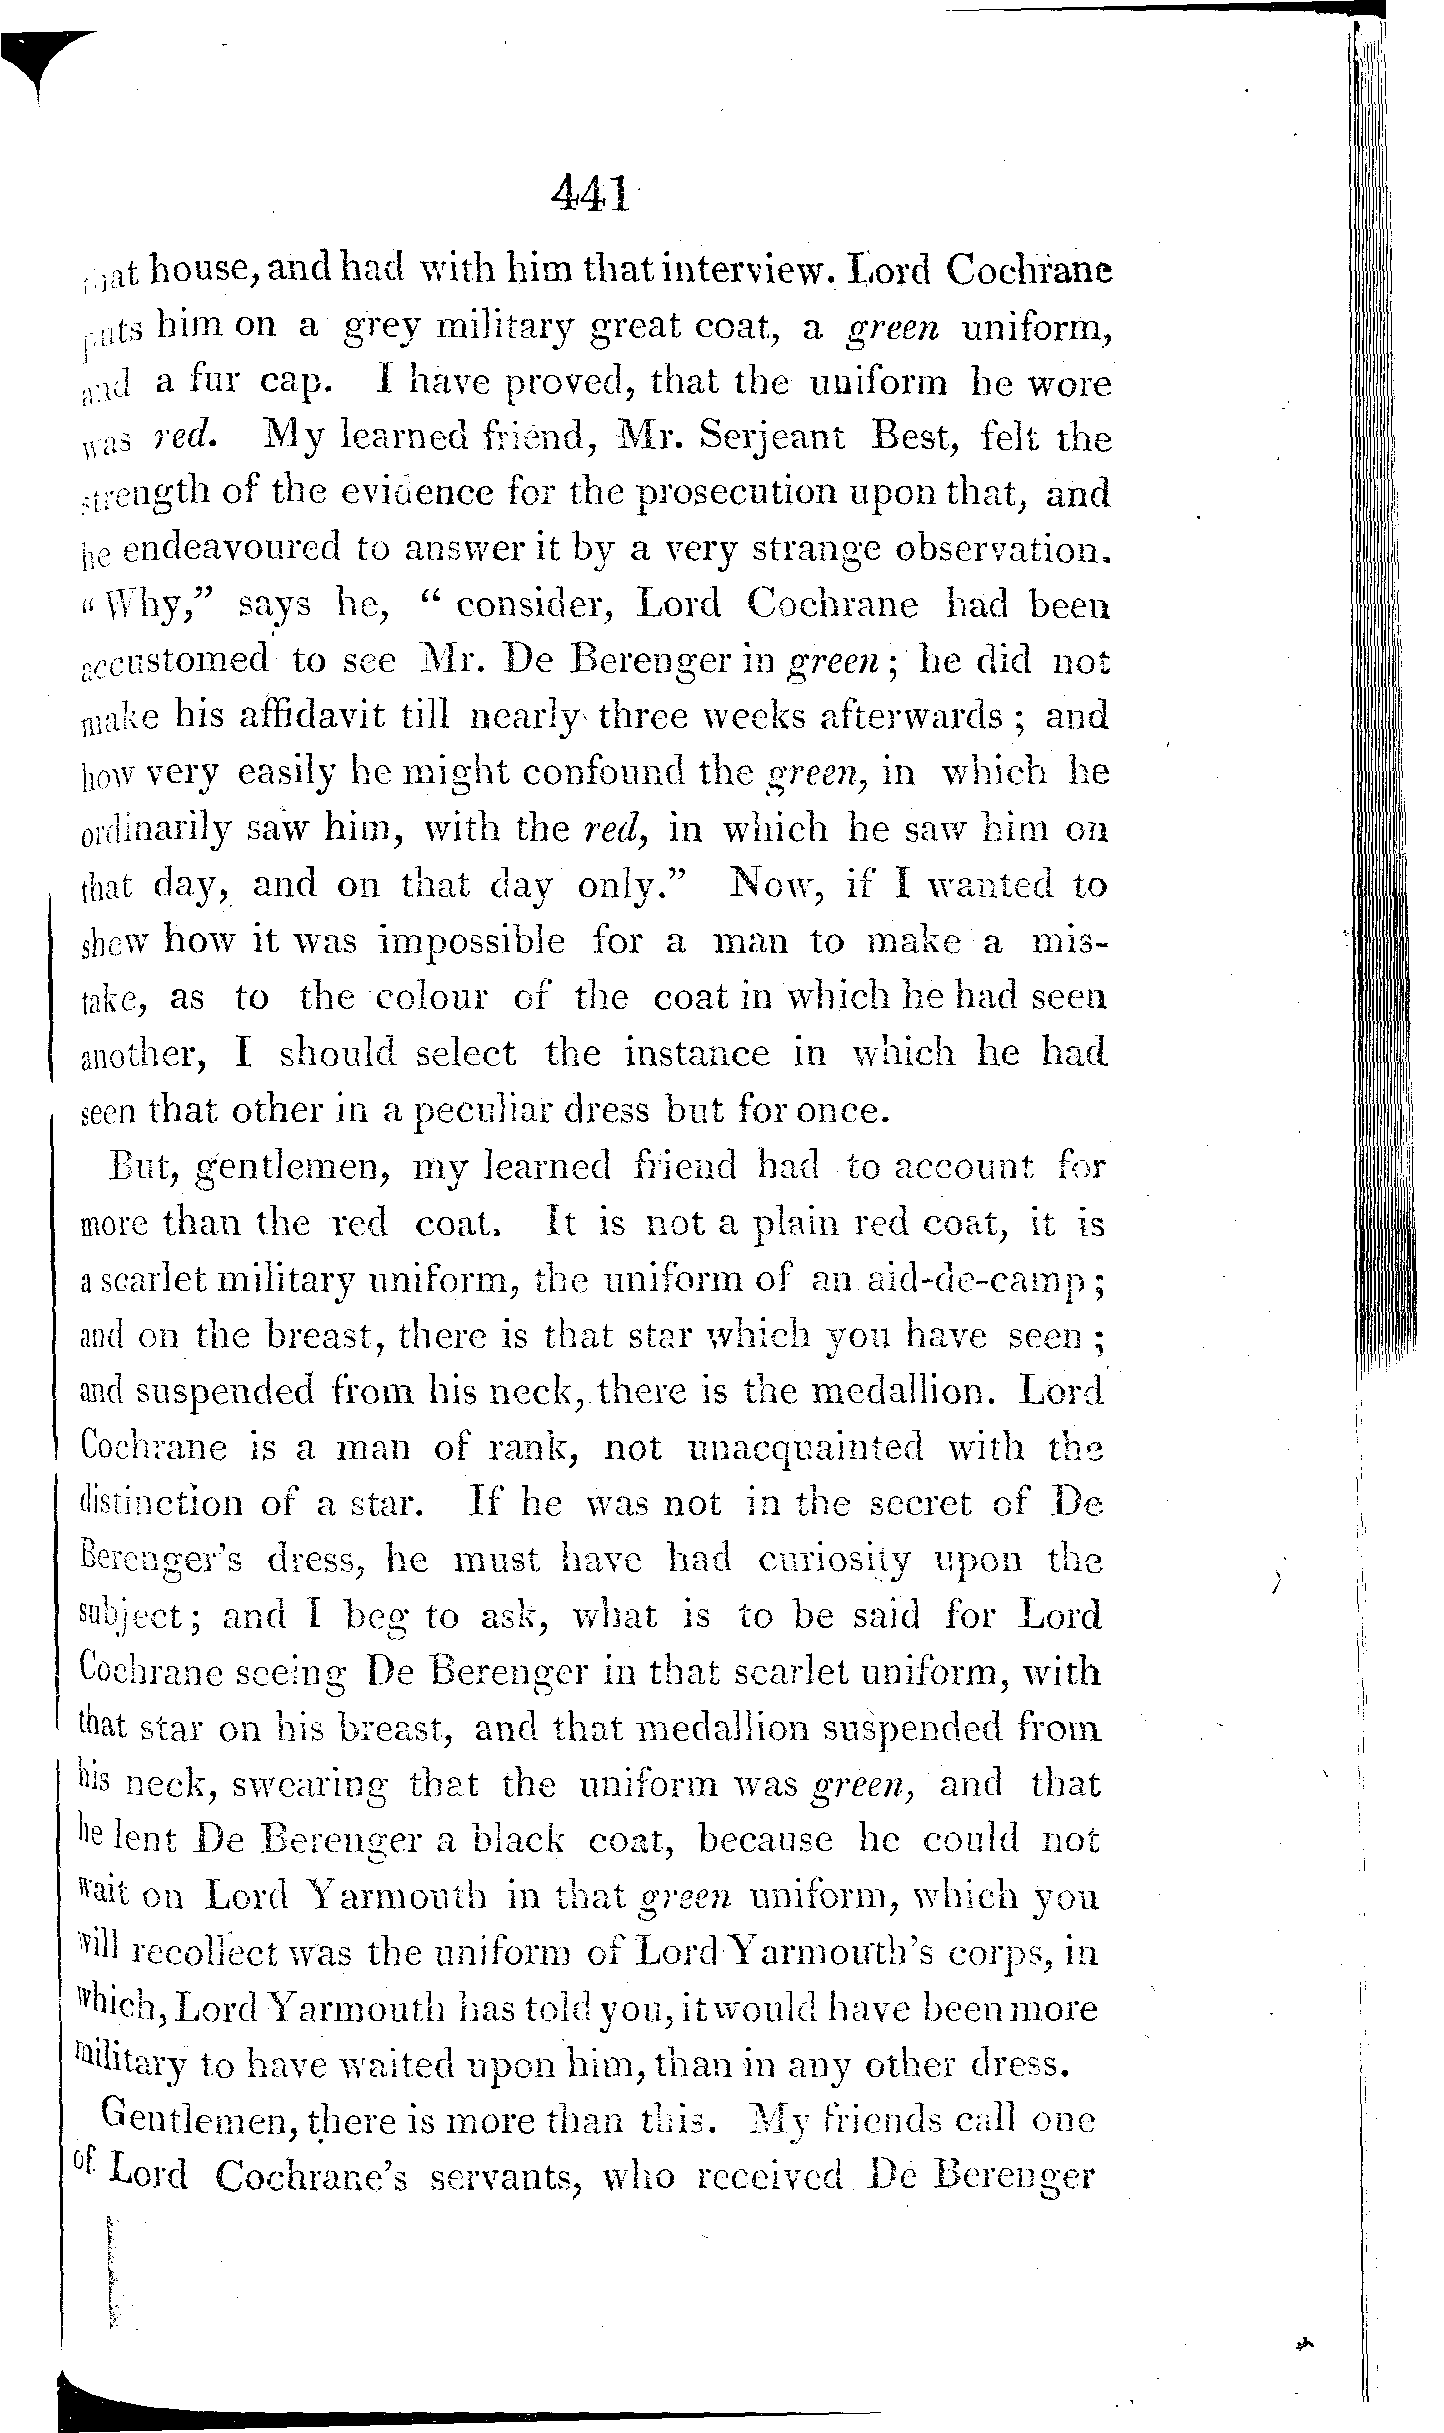 441
that house, and had with him that interview. Lord Cochrane
puts him on a grey military great coat, a green uniform,
and a fur cap. I have proved, that the uniform he wore
was red. My learned friend, Mr. Serjeant Best, felt the
strength of the evidence for the prosecution upon that, and
he endeavoured to answer it by a very strange observation.
“Why,” says he, “ consider, Lord Cochrane had been
accustomed to see Mr. De Berenger in green; he did not
make his affidavit till nearly three weeks afterwards; and
how very easily he might confound the green, in which he
ordinarily saw him, with the red, in which he saw him on
that day, and on that day only.” Now, if I wanted to
shew how it was impossible for a man to make a mis-
take, as to the colour of the coat in which he had seen
another, I should select the instance in which he had
seen that other in a peculiar dress but for once.
But, gentlemen, my learned friend had to account for
more than the red coat. It is not a plain red coat, it is
a scarlet military uniform, the uniform of an aid-de-camp;
and on the breast, there is that star which you have seen;
and suspended from his neck, there is the medallion. Lord
Cochrane is a man of rank, not unacquainted with the
distinction of a star. If he was not in the secret of De
Berenger’s dress, he must have had curiosity upon the
subject; and I beg to ask, what is to be said for Lord
Cochrane seeing De Berenger in that scarlet uniform, with
that star on his breast, and that medallion suspended from
his neck, swearing that the uniform was green, and that
he lent De Berenger a black coat, because he could not
wait on Lord Yarmouth in that green uniform, which you
will recollect was the uniform of Lord Yarmouth’s corps, in
which, Lord Yarmouth has told you, it would have been more
military to have waited upon him, than in any other dress.
Gentlemen, there is more than this. My friends call one
of Lord Cochrane’s servants, who received De Berenger